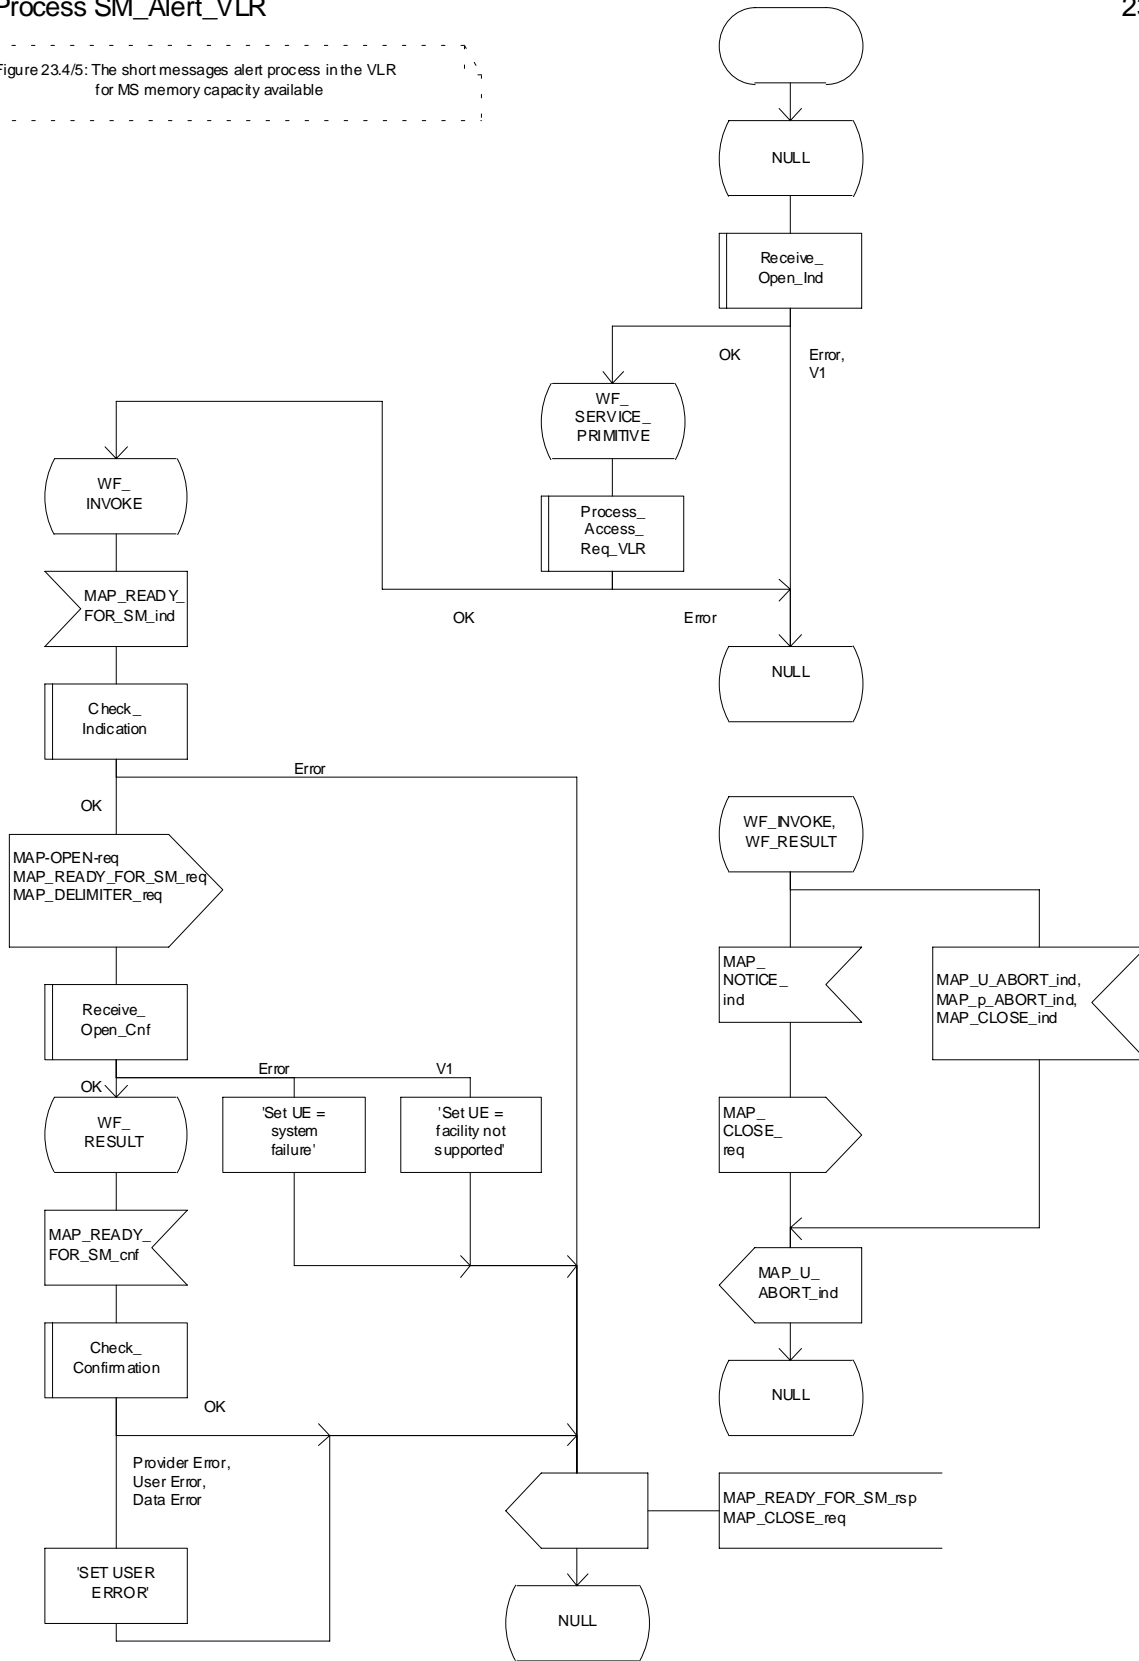 Process SM_Alert_VLR
23
Figure 23.4/5: The short messages alert process in the VLR
for MS memory capacity available
NULL
Receive_
Open_Ind
OK
Error,
V1
WF_
SERVICE_
PRIMITIVE
WF_
INVOKE
Process_
Access_
Req_VLR
MAP_READY_
FOR_SM_ind
OK
Error
NULL
Check_
Indication
Error
OK
WF_INVOKE,
WF_RESULT
MAP-OPEN-req
MAP_READY_FOR_SM_req
MAP_DELIMITER_req
MAP_
NOTICE_
ind
MAP_U_ABORT_ind,
MAP_p_ABORT_ind,
MAP_CLOSE_ind
Receive_
Open_Cnf
Error
V1
OK
WF_
RESULT
'Set UE =
system
failure'
'Set UE =
facility not
supported'
MAP_
CLOSE_
req
MAP_READY_
FOR_SM_cnf
MAP_U_
ABORT_ind
Check_
Confirmation
NULL
OK
Provider Error,
User Error,
Data Error
MAP_READY_FOR_SM_rsp
MAP_CLOSE_req
'SET USER
ERROR'
NULL